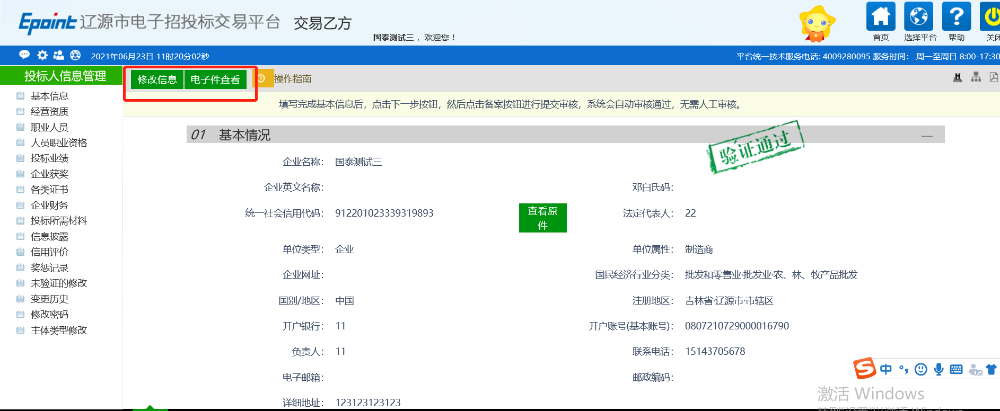 Epoint 辽源市电子招投标交易平台 交易乙方
国泰测试三 ，欢迎您！
首页 选择平台 帮助 关闭
2021年06月23日 11时20分02秒
平台统一技术服务电话: 4009280095 服务时间： 周一至周日 8:00-17:30
投标人信息管理
基本信息
经营资质
职业人员
人员职业资格
投标业绩
企业获奖
各类证书
企业财务
投标所需材料
信息披露
信用评价
奖惩记录
未验证的修改
变更历史
修改密码
主体类型修改
修改信息 电子件查看 操作指南
填写完成基本信息后，点击下一步按钮，然后点击备案按钮进行提交审核，系统会自动审核通过，无需人工审核。
01 基本情况
验证通过
企业名称： 国泰测试三
企业英文名称： 邓白氏码：
统一社会信用代码： 912201023339319893 查看原件 法定代表人： 22
单位类型： 企业 单位属性： 制造商
企业网址： 国民经济行业分类： 批发和零售业·批发业·农、林、牧产品批发
国别/地区： 中国 注册地区： 吉林省·辽源市·市辖区
开户银行： 11 开户账号(基本账号)： 0807210729000016790
负责人： 11 联系电话： 15143705678
电子邮箱： 邮政编码：
详细地址： 123123123123
中
激活 Windows
转到"设置"以激活 Windows